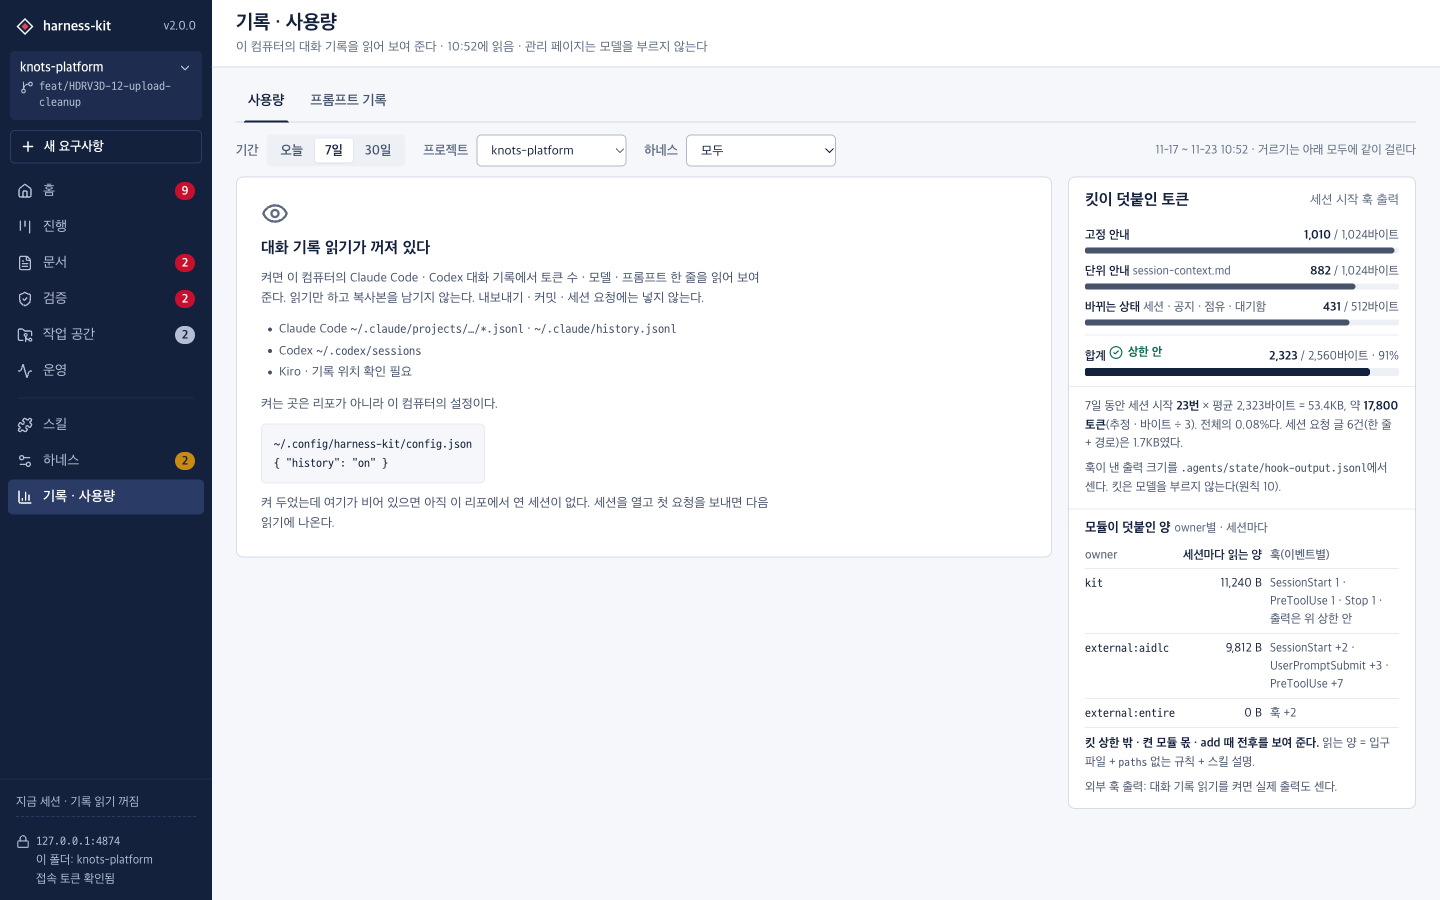 harness-kit v2.0.0
knots-platform
feat/HDRV3D-12-upload-
cleanup
새 요구사항
홈 9
진행
문서 2
검증 2
작업 공간 2
운영
스킬
하네스 2
기록 · 사용량
지금 세션 · 기록 읽기 꺼짐
127.0.0.1:4874
이 폴더: knots-platform
접속 토큰 확인됨
기록 · 사용량
이 컴퓨터의 대화 기록을 읽어 보여 준다 · 10:52에 읽음 · 관리 페이지는 모델을 부르지 않는다
사용량 프롬프트 기록
기간 오늘 7일 30일 프로젝트 knots-platform 하네스 모두 11-17 ~ 11-23 10:52 · 거르기는 아래 모두에 같이 걸린다
대화 기록 읽기가 꺼져 있다
켜면 이 컴퓨터의 Claude Code · Codex 대화 기록에서 토큰 수 · 모델 · 프롬프트 한 줄을 읽어 보여
준다. 읽기만 하고 복사본을 남기지 않는다. 내보내기 · 커밋 · 세션 요청에는 넣지 않는다.
• Claude Code ~/.claude/projects/…/*.jsonl · ~/.claude/history.jsonl
• Codex ~/.codex/sessions
• Kiro · 기록 위치 확인 필요
켜는 곳은 리포가 아니라 이 컴퓨터의 설정이다.
~/.config/harness-kit/config.json
{ "history": "on" }
켜 두었는데 여기가 비어 있으면 아직 이 리포에서 연 세션이 없다. 세션을 열고 첫 요청을 보내면 다음
읽기에 나온다.
킷이 덧붙인 토큰 세션 시작 훅 출력
고정 안내 1,010 / 1,024바이트
단위 안내 session-context.md 882 / 1,024바이트
바뀌는 상태 세션 · 공지 · 점유 · 대기함 431 / 512바이트
합계 상한 안 2,323 / 2,560바이트 · 91%
7일 동안 세션 시작 23번 × 평균 2,323바이트 = 53.4KB, 약 17,800
토큰(추정 · 바이트 ÷ 3). 전체의 0.08%다. 세션 요청 글 6건(한 줄
+ 경로)은 1.7KB였다.
훅이 낸 출력 크기를 .agents/state/hook-output.jsonl에서
센다. 킷은 모델을 부르지 않는다(원칙 10).
모듈이 덧붙인 양 owner별 · 세션마다
owner 세션마다 읽는 양 훅(이벤트별)
kit 11,240 B SessionStart 1 ·
PreToolUse 1 · Stop 1 ·
출력은 위 상한 안
external:aidlc 9,812 B SessionStart +2 ·
UserPromptSubmit +3 ·
PreToolUse +7
external:entire 0 B 훅 +2
킷 상한 밖 · 켠 모듈 몫 · add 때 전후를 보여 준다. 읽는 양 = 입구
파일 + paths 없는 규칙 + 스킬 설명.
외부 훅 출력: 대화 기록 읽기를 켜면 실제 출력도 센다.